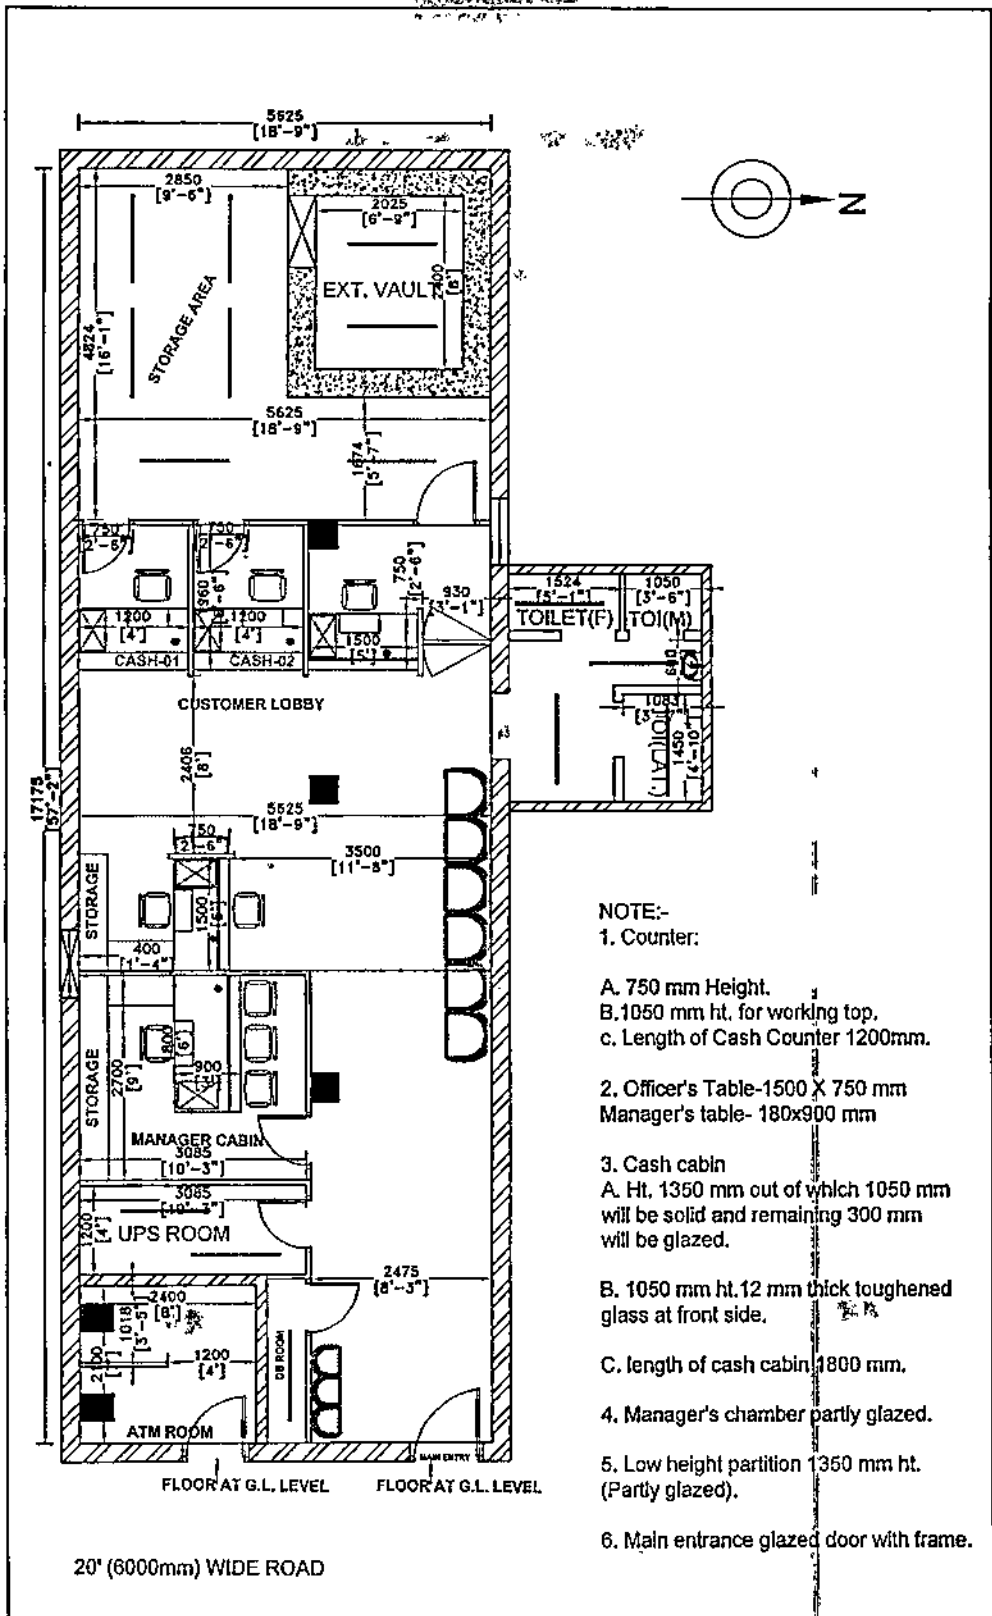 5625
[18'-9"]
N
2850
[9'-6"]
2025
[6'-9"]
EXT. VAULT
2400
[8']
STORAGE AREA
4824
[16'-1"]
5625
[18'-9"]
1674
[5'-7"]
750
2'-6"
750
2'-6"
960
750
[2'-6"]
930
[3'-1"]
1200
[4']
1200
[4']
1500
[5']
CASH-01
CASH-02
1524
[5'-1"]
1050
[3'-6"]
TOILET(F)
TOI(M)
640
1083
1450
[4'-10"]
CUSTOMER LOBBY
2406
[8']
17175
57'-2"
5625
[18'-9"]
750
2'-6"
3500
[11'-8"]
STORAGE
1500
[5']
400
[1'-4"]
STORAGE
2700
[9']
1800
[6']
900
[3']
MANAGER CABIN
3085
[10'-3"]
3085
1200
[4']
UPS ROOM
2475
[8'-3"]
2400
[8']
1018
[3'-5"]
2100
[7']
1200
[4']
DB ROOM
ATM ROOM
MAIN ENTRY
FLOOR AT G.L. LEVEL
FLOOR AT G.L. LEVEL
20' (6000mm) WIDE ROAD
NOTE:-
1. Counter:
A. 750 mm Height.
B.1050 mm ht. for working top.
c. Length of Cash Counter 1200mm.
2. Officer's Table-1500 X 750 mm
Manager's table- 180x900 mm
3. Cash cabin
A. Ht. 1350 mm out of which 1050 mm
will be solid and remaining 300 mm
will be glazed.
B. 1050 mm ht.12 mm thick toughened
glass at front side.
C. length of cash cabin 1800 mm.
4. Manager's chamber partly glazed.
5. Low height partition 1350 mm ht.
(Partly glazed).
6. Main entrance glazed door with frame.